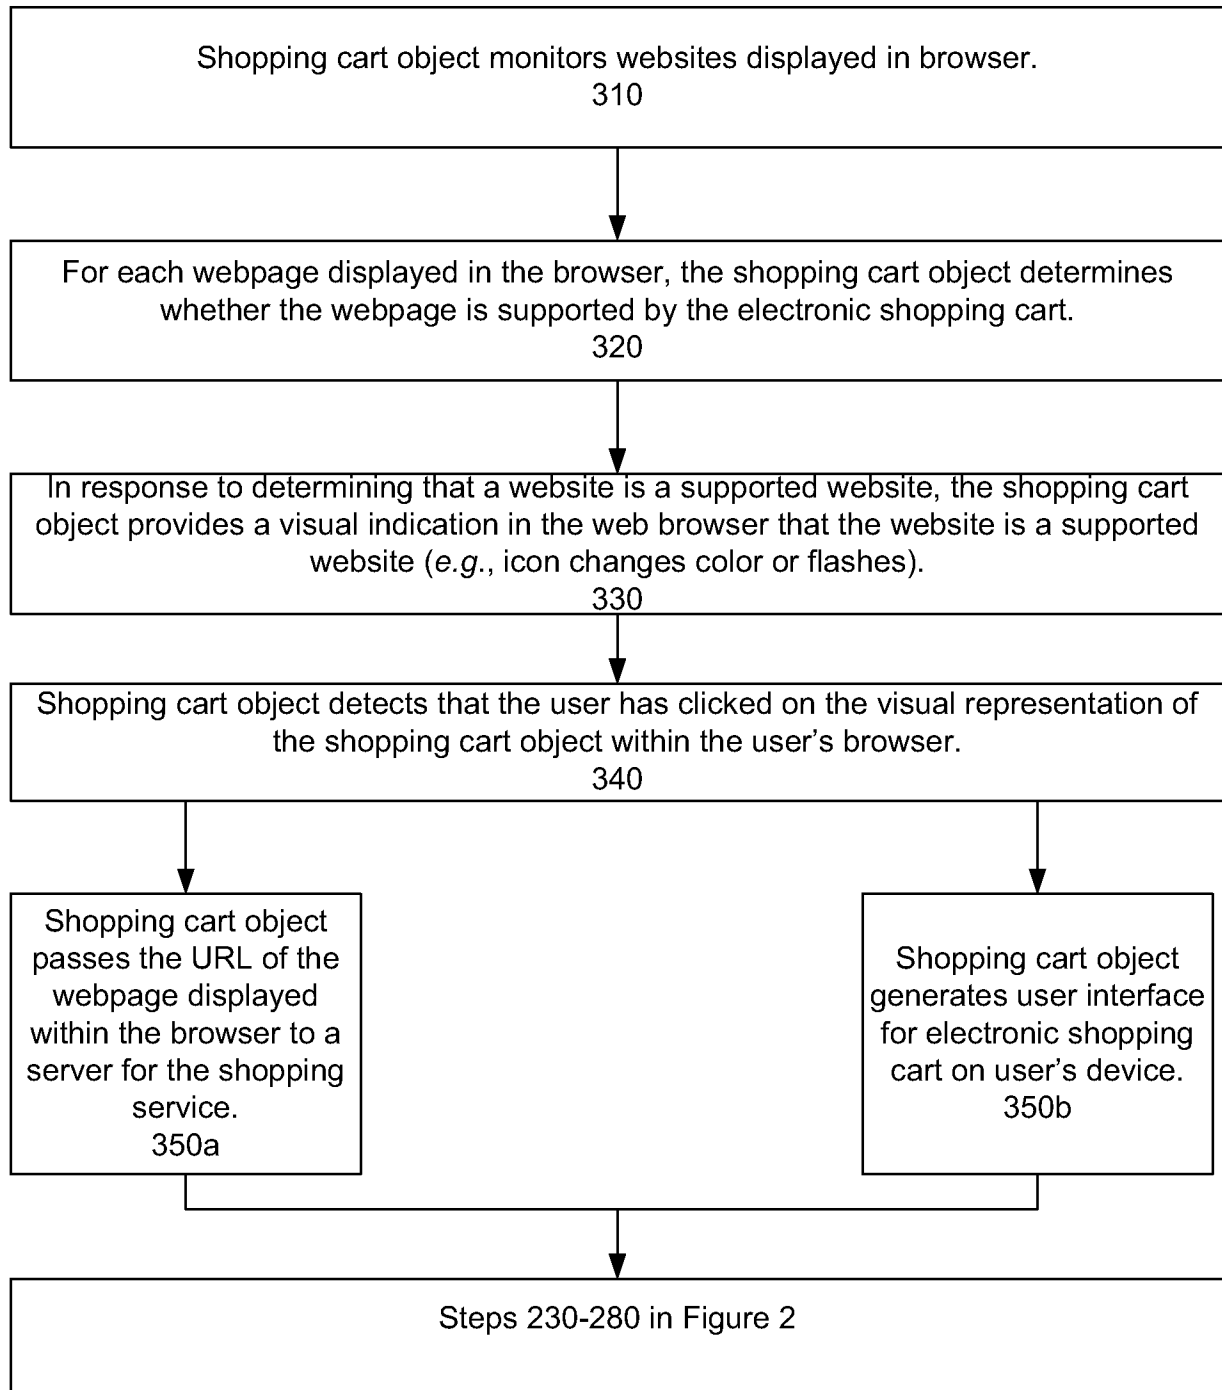 Shopping cart object monitors websites displayed in browser.
310
For each webpage displayed in the browser, the shopping cart object determines
whether the webpage is supported by the electronic shopping cart.
320
In response to determining that a website is a supported website, the shopping cart
object provides a visual indication in the web browser that the website is a supported
website (e.g., icon changes color or flashes).
330
Shopping cart object detects that the user has clicked on the visual representation of
the shopping cart object within the user's browser.
340
Shopping cart object
passes the URL of the
webpage displayed
within the browser to a
server for the shopping
service.
350a
Shopping cart object
generates user interface
for electronic shopping
cart on user's device.
350b
Steps 230-280 in Figure 2